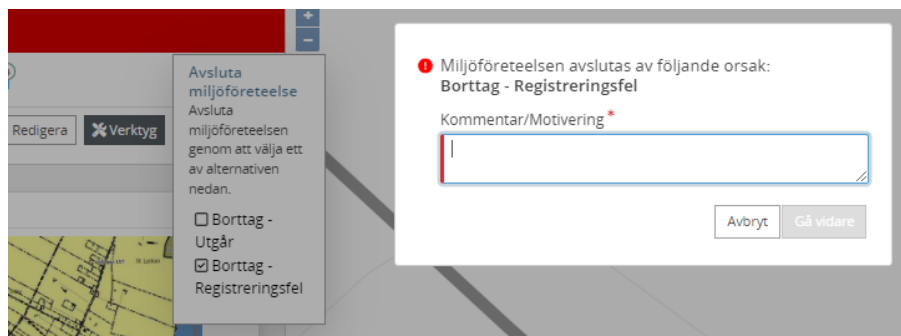 +
−
Avsluta
miljöföreteelse
Avsluta
miljöföreteelsen
genom att välja ett
av alternativen
nedan.
Borttag -
Utgår
Borttag -
Registreringsfel
Redigera
Verktyg
Miljöföreteelsen avslutas av följande orsak:
Borttag - Registreringsfel
Kommentar/Motivering *
Avbryt
Gå vidare